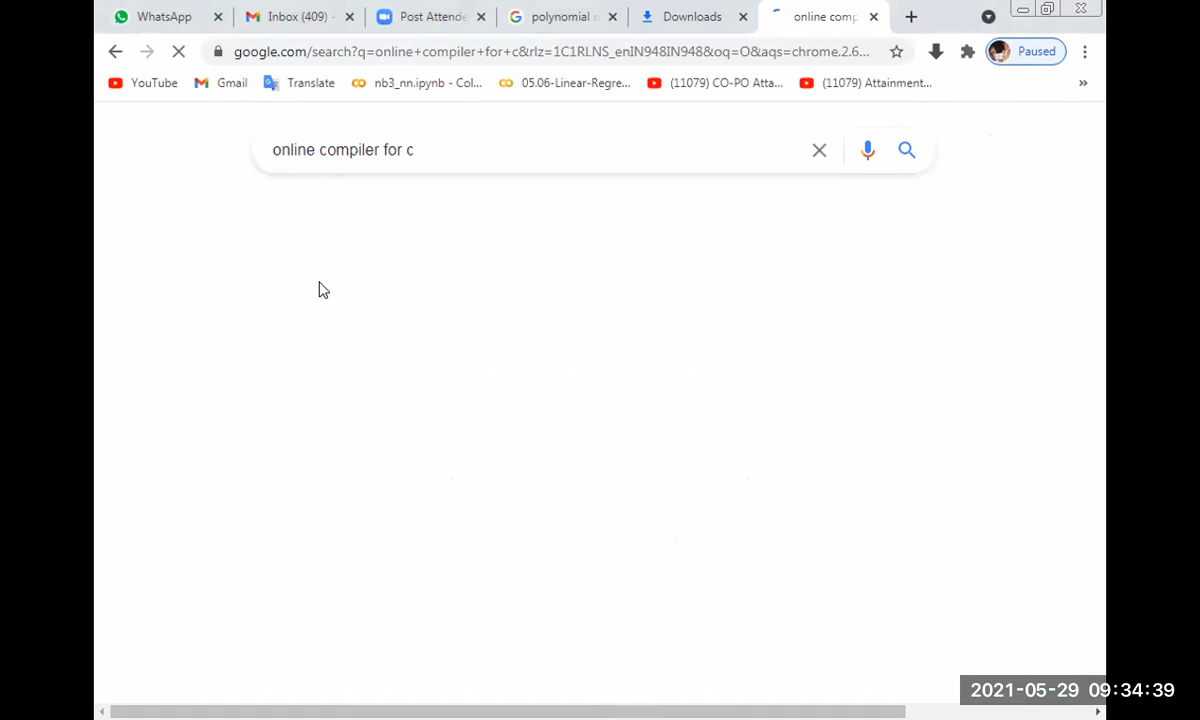 WhatsApp Inbox (409) Post Attende polynomial Downloads online comp
google.com/search?q=online+compiler+for+c&rlz=1C1RLNS_enIN948IN948&oq=O&aqs=chrome.2.6... Paused
YouTube Gmail Translate nb3_nn.ipynb - Col... 05.06-Linear-Regre... (11079) CO-PO Atta... (11079) Attainment... »
online compiler for c
2021-05-29 09:34:39